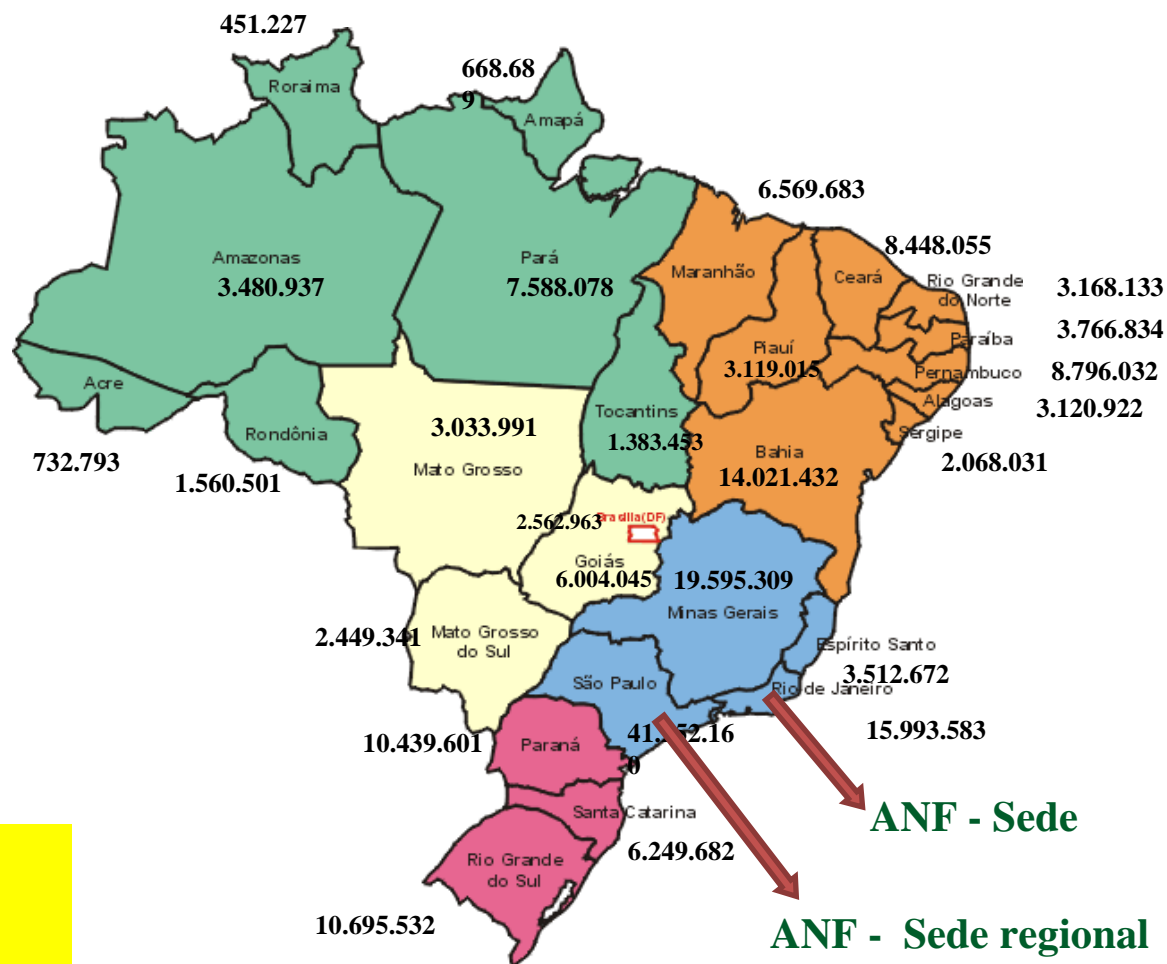 451.227
Roraima
668.68
9
Amapá
6.569.683
8.448.055
Amazonas
3.480.937
Pará
7.588.078
Maranhão
Ceará
Rio Grande
do Norte
3.168.133
3.766.834
Paraíba
Piauí
3.119.015
Pernambuco
8.796.032
Acre
Alagoas
3.120.922
Tocantins
1.383.453
Rondônia
3.033.991
Mato Grosso
Sergipe
2.068.031
Bahia
14.021.432
732.793
1.560.501
2.562.963
Brasília(DF)
Goiás
6.004.045
19.595.309
Minas Gerais
2.449.341
Mato Grosso
do Sul
Espírito Santo
3.512.672
São Paulo
Rio de Janeiro
15.993.583
10.439.601
Paraná
0
ANF - Sede
Santa Catarina
6.249.682
Rio Grande
do Sul
10.695.532
ANF - Sede regional